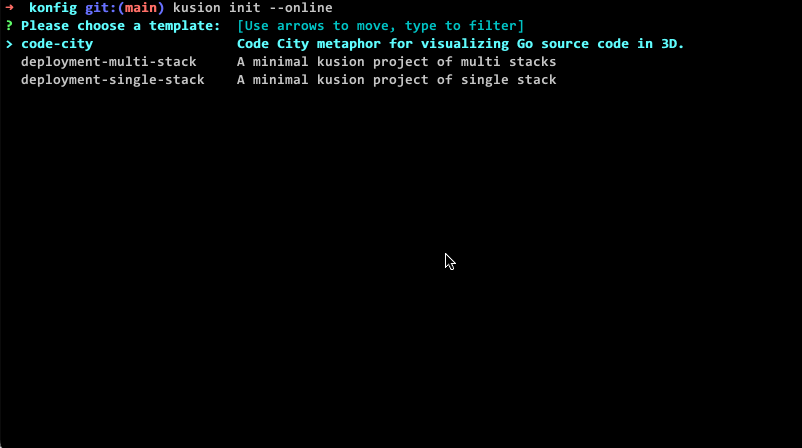 → konfig git:(main) kusion init --online
? Please choose a template: [Use arrows to move, type to filter]
> code-city Code City metaphor for visualizing Go source code in 3D.
deployment-multi-stack A minimal kusion project of multi stacks
deployment-single-stack A minimal kusion project of single stack